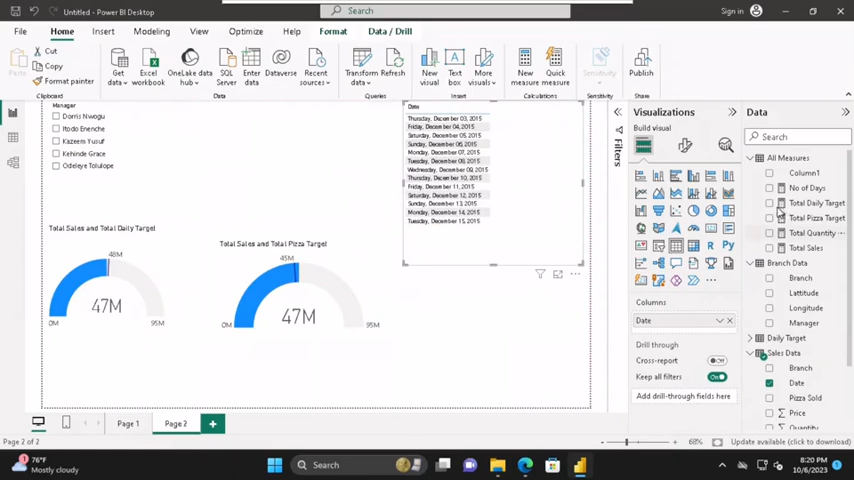 Untitled - Power BI Desktop
Search
Sign in
File Home Insert Modeling View Optimize Help Format Data / Drill
Paste
Cut
Copy
Format painter
Get data
Excel workbook
OneLake data hub
SQL Server
Enter data
Dataverse
Recent sources
Transform data
Refresh
New visual
Text box
More visuals
New measure
Quick measure
Sensitivity
Publish
Clipboard
Data
Queries
Insert
Calculations
Sensitivity
Share
Manager
Dorris Nwogu
Itodo Enenche
Kazeem Yusuf
Kehinde Grace
Odeleye Tolulope
Date
Thursday, December 03, 2015
Friday, December 04, 2015
Saturday, December 05, 2015
Sunday, December 06, 2015
Monday, December 07, 2015
Tuesday, December 08, 2015
Wednesday, December 09, 2015
Thursday, December 10, 2015
Friday, December 11, 2015
Saturday, December 12, 2015
Sunday, December 13, 2015
Monday, December 14, 2015
Tuesday, December 15, 2015
Total Sales and Total Daily Target
48M
47M
0M
95M
Total Sales and Total Pizza Target
45M
47M
0M
95M
Filters
Visualizations
Build visual
Columns
Date
Drill through
Cross-report
Off
Keep all filters
On
Add drill-through fields here
Data
Search
All Measures
Column1
No of Days
Total Daily Target
Total Pizza Target
Total Quantity ...
Total Sales
Branch Data
Branch
Lattitude
Longitude
Manager
Daily Target
Sales Data
Branch
Date
Pizza Sold
Price
Quantity
Page 1
Page 2
Page 2 of 2
68%
Update available (click to download)
76°F
Mostly cloudy
Search
8:20 PM
10/6/2023